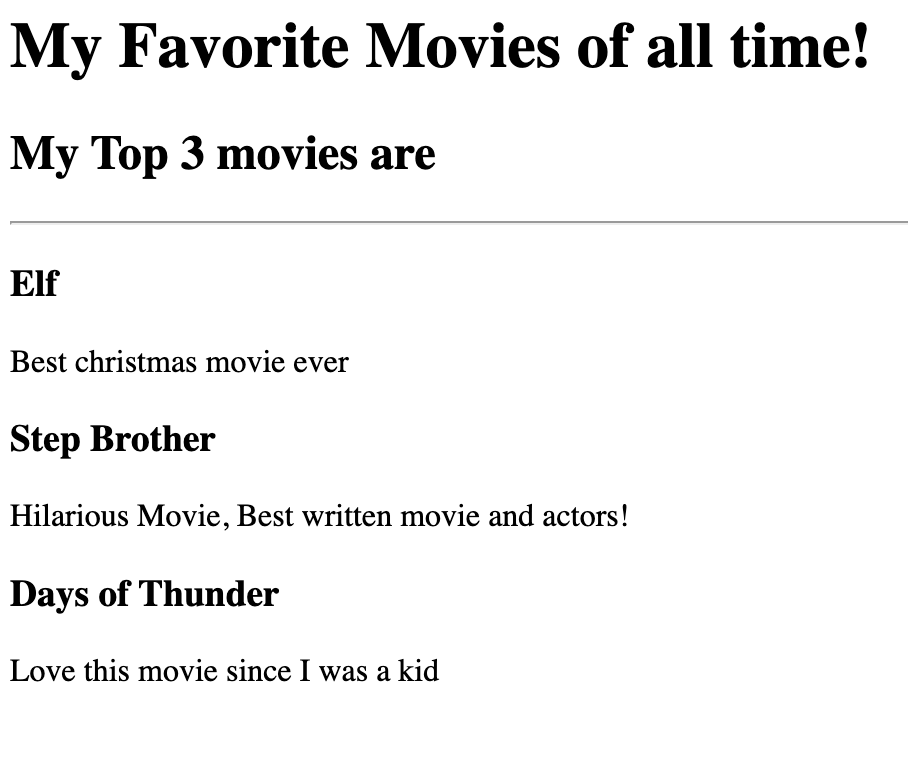 My Favorite Movies of all time!
My Top 3 movies are
Elf
Best christmas movie ever
Step Brother
Hilarious Movie, Best written movie and actors!
Days of Thunder
Love this movie since I was a kid